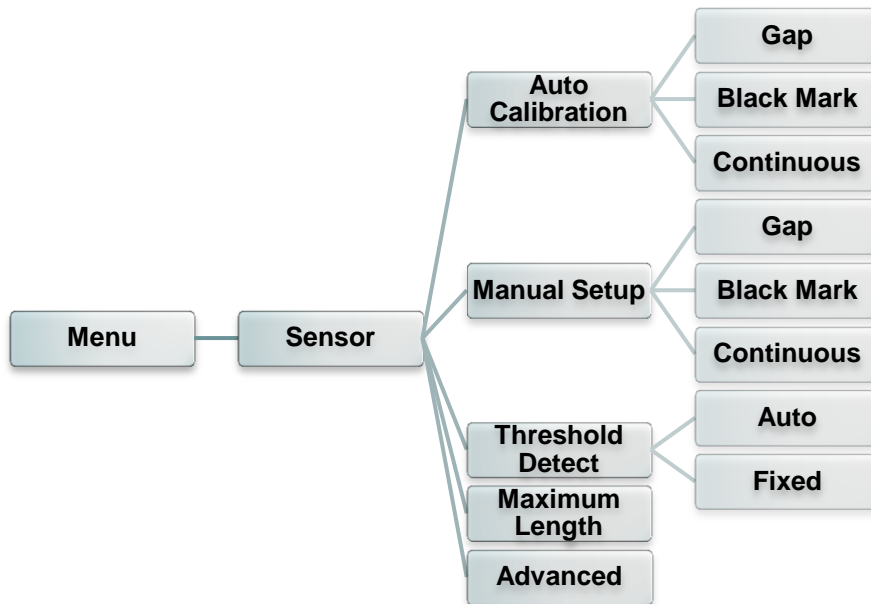 Menu
Sensor
Auto
Calibration
Gap
Black Mark
Continuous
Manual Setup
Gap
Black Mark
Continuous
Threshold
Detect
Auto
Fixed
Maximum
Length
Advanced